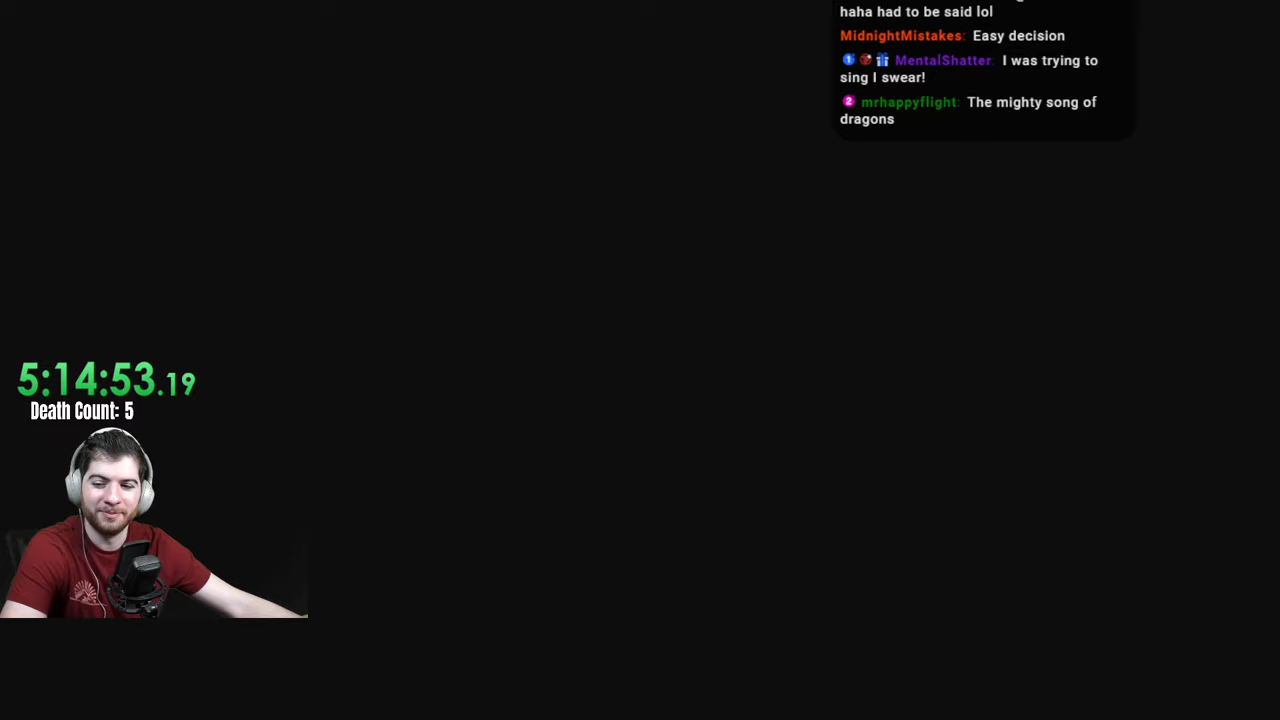 haha had to be said lol
MidnightMistakes: Easy decision
MentalShatter: I was trying to
sing I swear!
2 mrhappyflight: The mighty song of
dragons
5:14:53.19
Death Count: 5